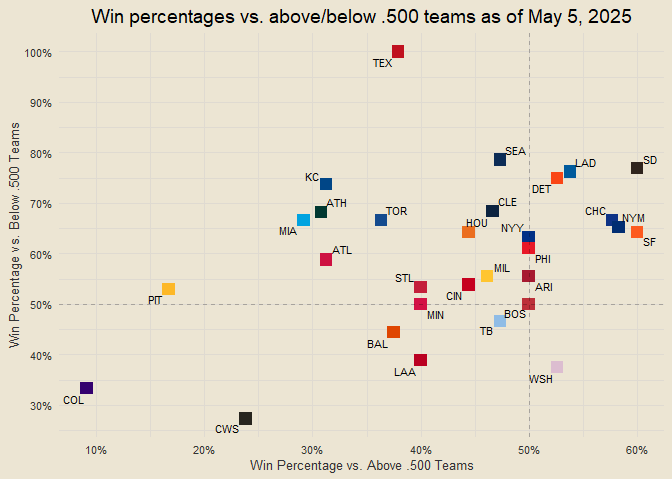 Win percentages vs. above/below .500 teams as of May 5, 2025
100%
90%
80%
70%
60%
50%
40%
30%
Win Percentage vs. Below .500 Teams
TEX
SEA
LAD
SD
DET
KC
ATH
MIA
TOR
CLE
HOU
NYY
CHC
NYM
SF
PHI
ATL
MIL
ARI
STL
CIN
PIT
MIN
BOS
TB
BAL
LAA
WSH
COL
CWS
10%
20%
30%
40%
50%
60%
Win Percentage vs. Above .500 Teams